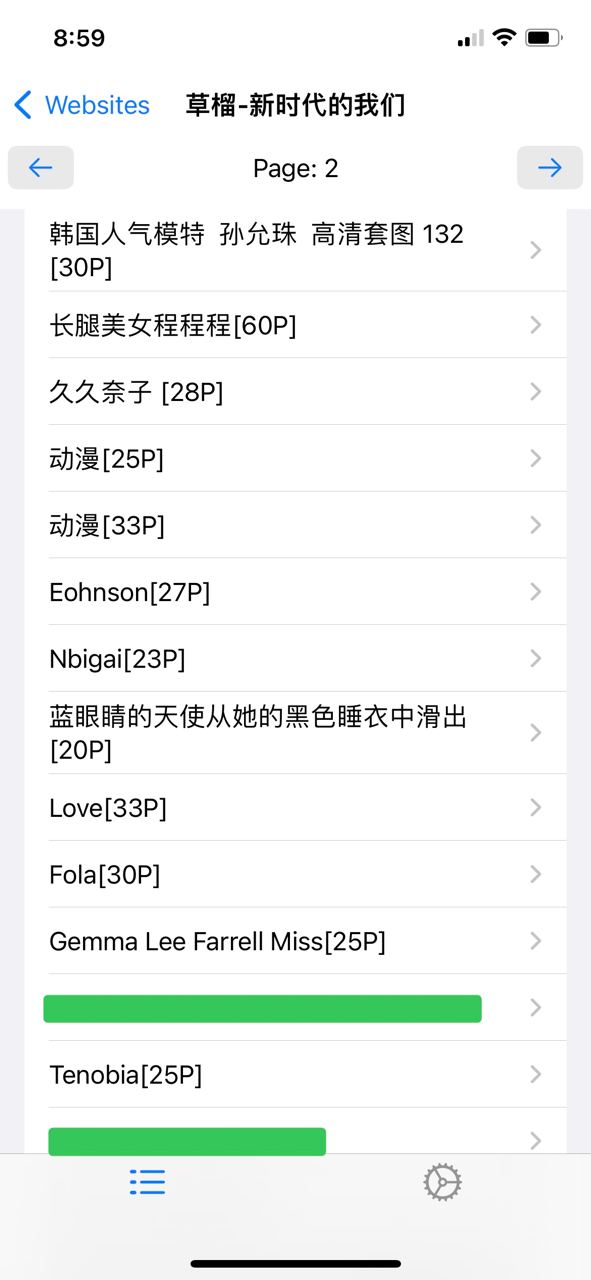 8:59
Websites
草榴-新时代的我们
Page: 2
韩国人气模特 孙允珠 高清套图 132
[30P]
长腿美女程程程[60P]
久久奈子 [28P]
动漫[25P]
动漫[33P]
Eohnson[27P]
Nbigai[23P]
蓝眼睛的天使从她的黑色睡衣中滑出
[20P]
Love[33P]
Fola[30P]
Gemma Lee Farrell Miss[25P]
Tenobia[25P]